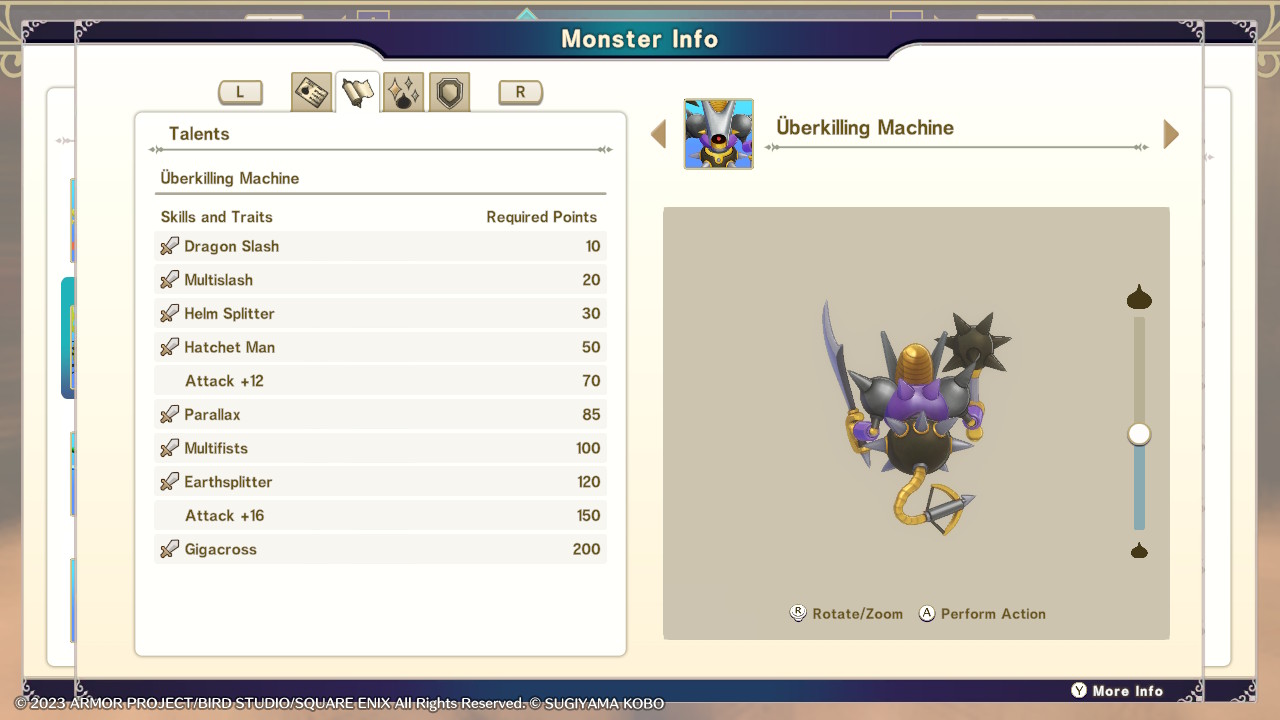 Monster Info
L
R
Talents
Überkilling Machine
Skills and Traits Required Points
Dragon Slash 10
Multislash 20
Helm Splitter 30
Hatchet Man 50
Attack +12 70
Parallax 85
Multifists 100
Earthsplitter 120
Attack +16 150
Gigacross 200
Überkilling Machine
R Rotate/Zoom A Perform Action
Y More Info
© 2023 ARMOR PROJECT/BIRD STUDIO/SQUARE ENIX All Rights Reserved. © SUGIYAMA KOBO